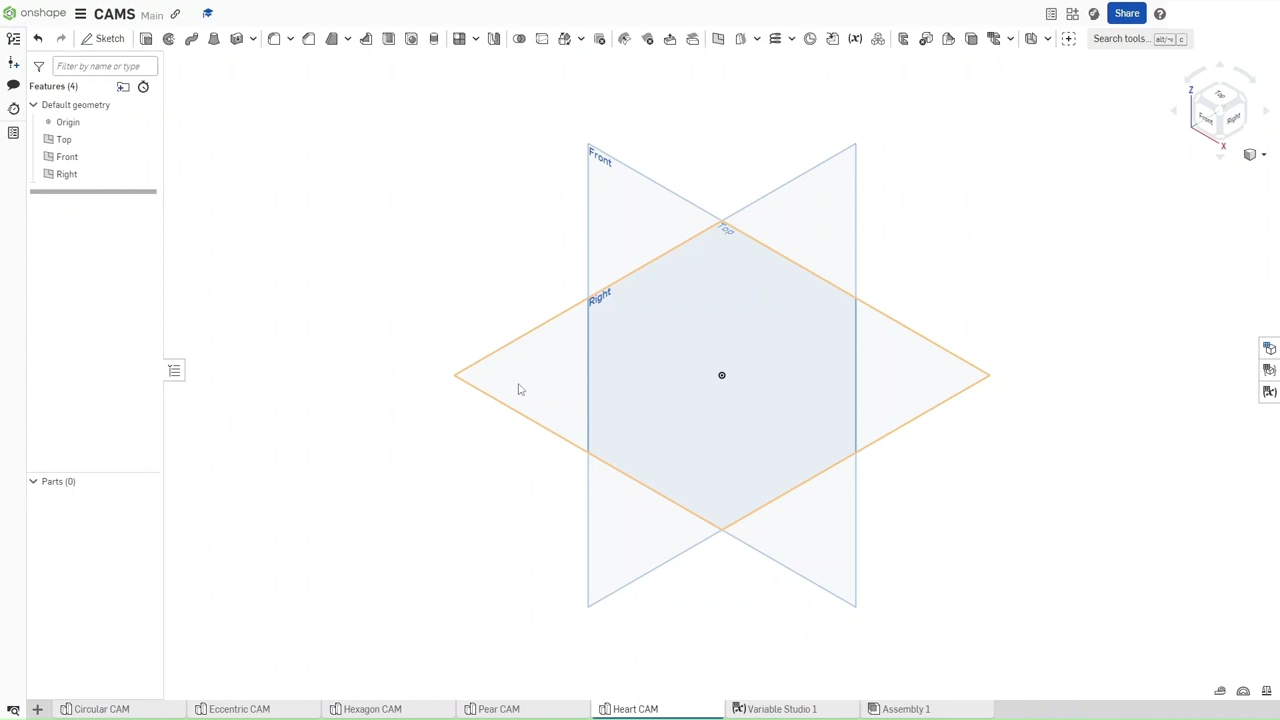 onshape CAMS Main Share
Sketch Search tools... alt/⌥ c
Filter by name or type
Features (4)
Default geometry
Origin
Top
Front
Right
Parts (0)
Front
Top
Right
Z
Top
Front
Right
X
Circular CAM Eccentric CAM Hexagon CAM Pear CAM Heart CAM Variable Studio 1 Assembly 1